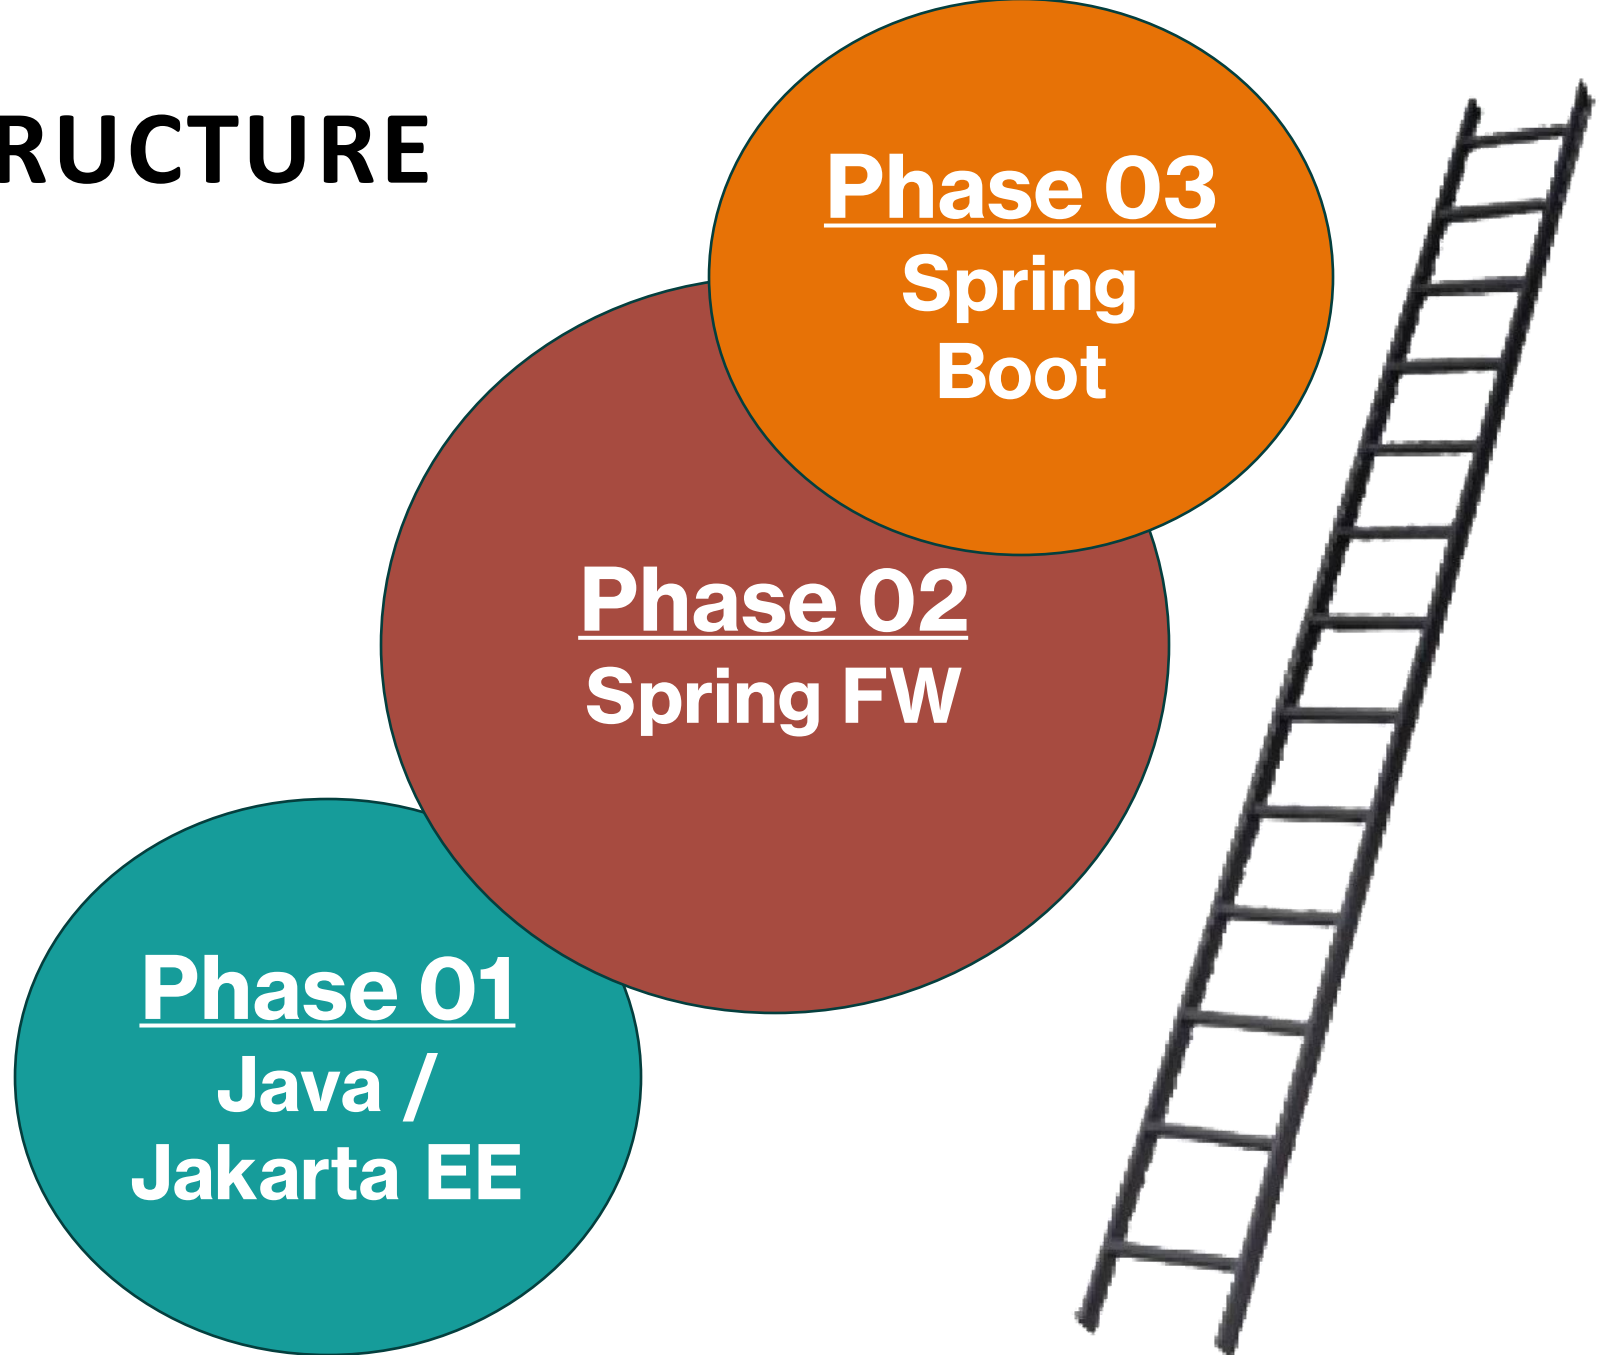 RUCTURE
Phase 03
Spring
Boot
Phase 02
Spring FW
Phase 01
Java /
Jakarta EE